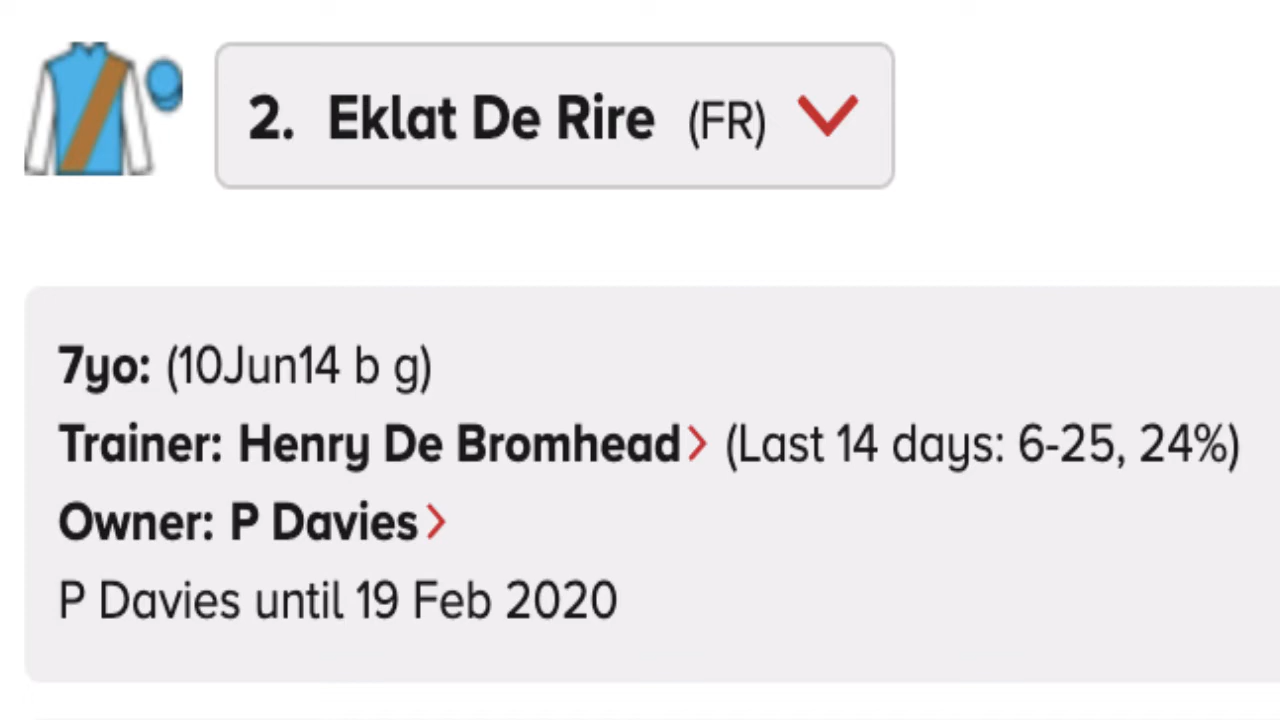 2. Eklat De Rire (FR)
7yo: (10Jun14 b g)
Trainer: Henry De Bromhead> (Last 14 days: 6-25, 24%)
Owner: P Davies>
P Davies until 19 Feb 2020